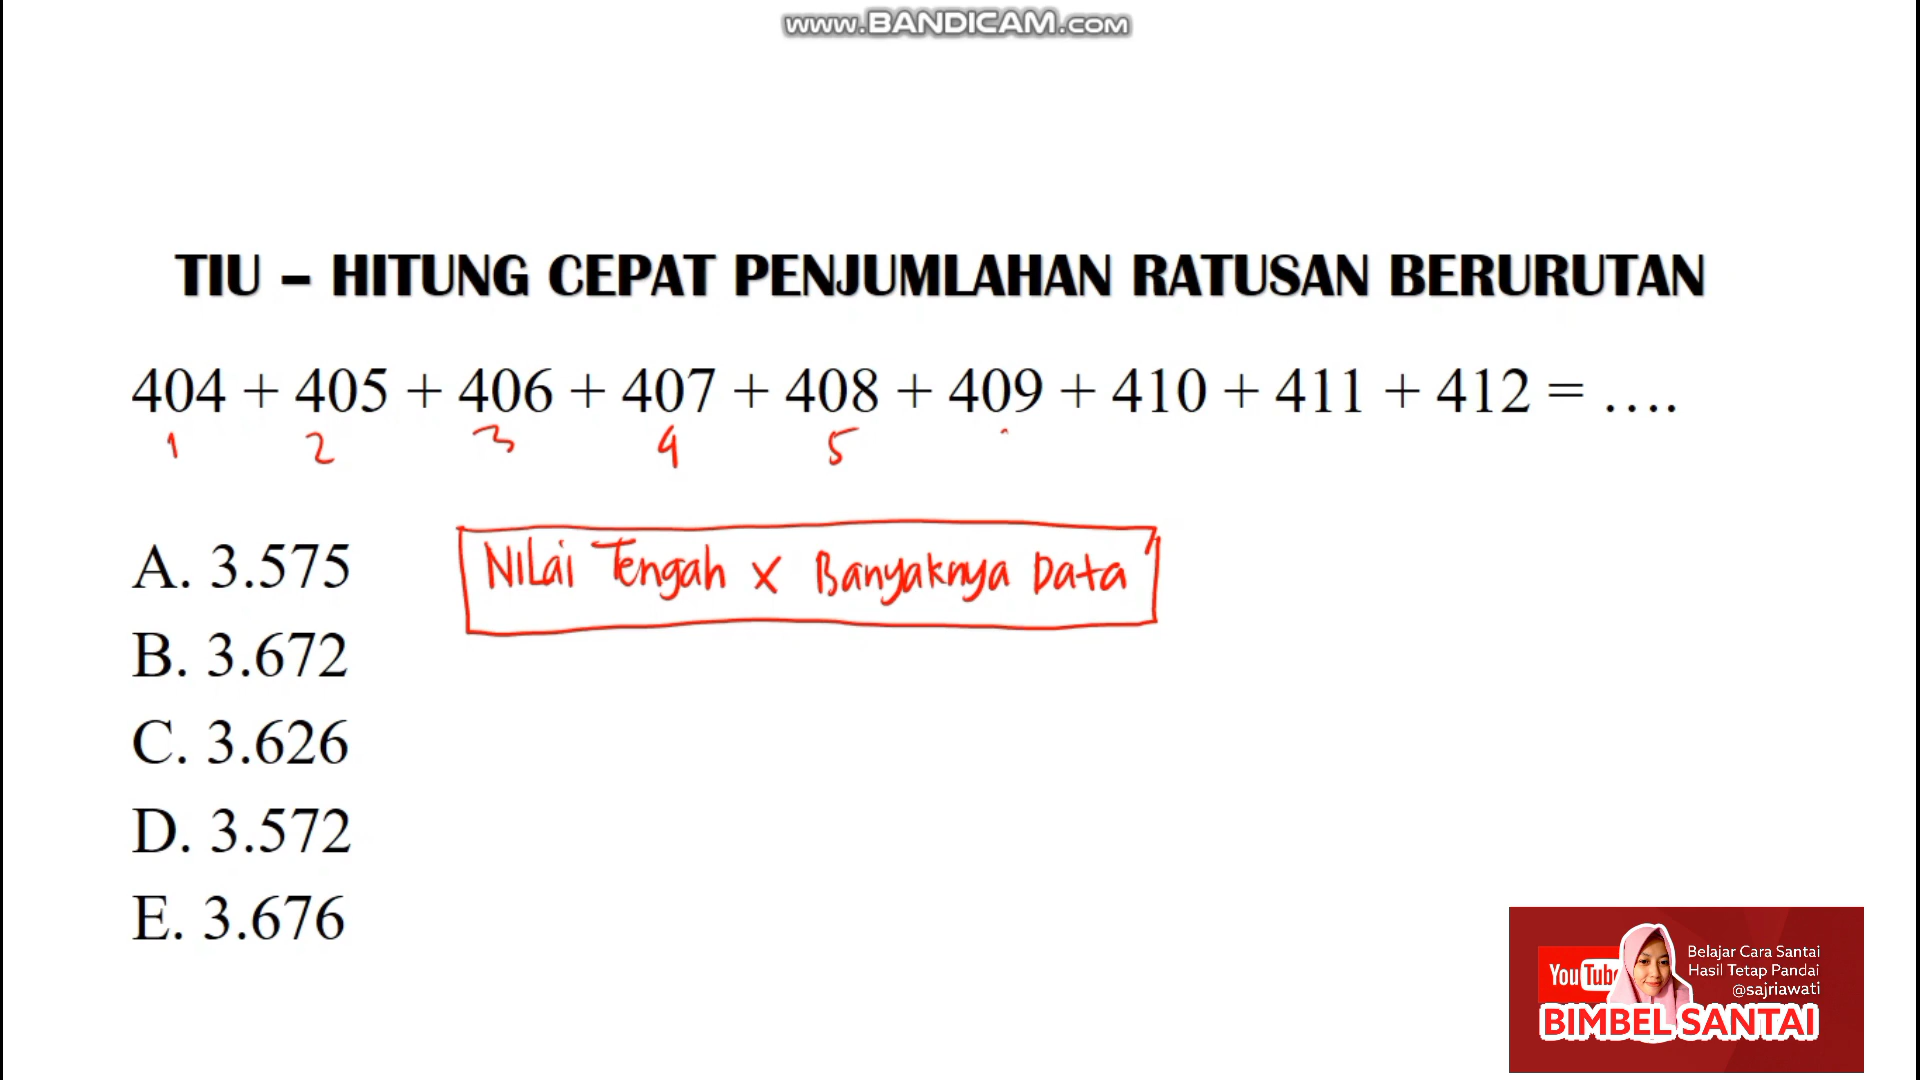 www.BANDICAM.com
TIU – HITUNG CEPAT PENJUMLAHAN RATUSAN BERURUTAN
404 + 405 + 406 + 407 + 408 + 409 + 410 + 411 + 412 = ....
1 2 3 4 5
A. 3.575
Nilai Tengah x Banyaknya Data
B. 3.672
C. 3.626
D. 3.572
E. 3.676
YouTube
Belajar Cara Santai
Hasil Tetap Pandai
@sajriawati
BIMBEL SANTAI